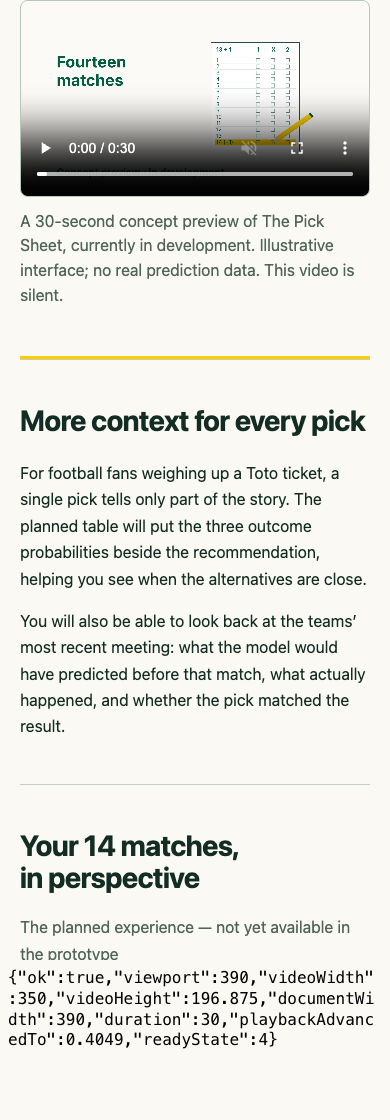 Fourteen
matches
13+1 1 X 2
0:00 / 0:30
A 30-second concept preview of The Pick
Sheet, currently in development. Illustrative
interface; no real prediction data. This video is
silent.
More context for every pick
For football fans weighing up a Toto ticket, a
single pick tells only part of the story. The
planned table will put the three outcome
probabilities beside the recommendation,
helping you see when the alternatives are close.
You will also be able to look back at the teams’
most recent meeting: what the model would
have predicted before that match, what actually
happened, and whether the pick matched the
result.
Your 14 matches,
in perspective
The planned experience — not yet available in
the prototype
{"ok":true,"viewport":390,"videoWidth"
:350,"videoHeight":196.875,"documentWi
dth":390,"duration":30,"playbackAdvanc
edTo":0.4049,"readyState":4}